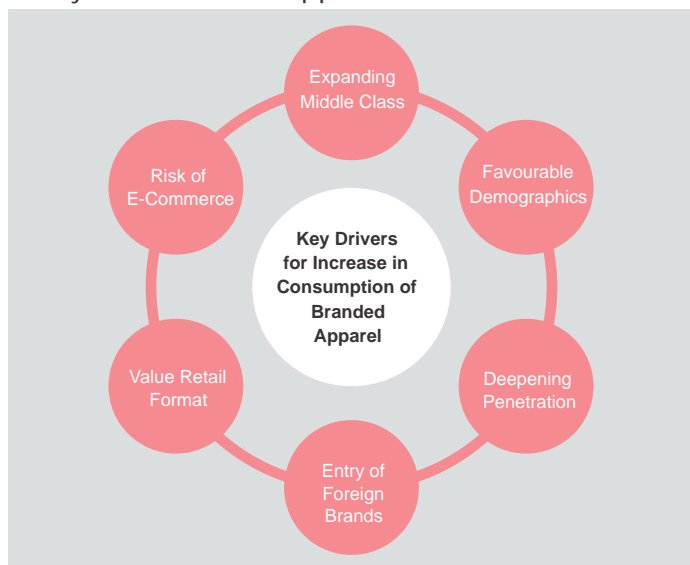 Expanding
Middle Class
Favourable
Demographics
Deepening
Penetration
Entry of
Foreign
Brands
Value Retail
Format
Risk of
E-Commerce
Key Drivers
for Increase in
Consumption of
Branded
Apparel